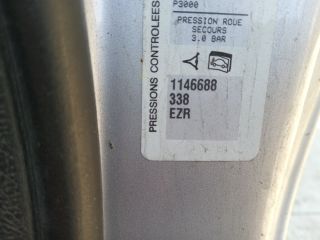 P3000
PRESSION ROUE
SECOURS
3.0 BAR
PRESSIONS CONTROLEES
1146688
338
EZR